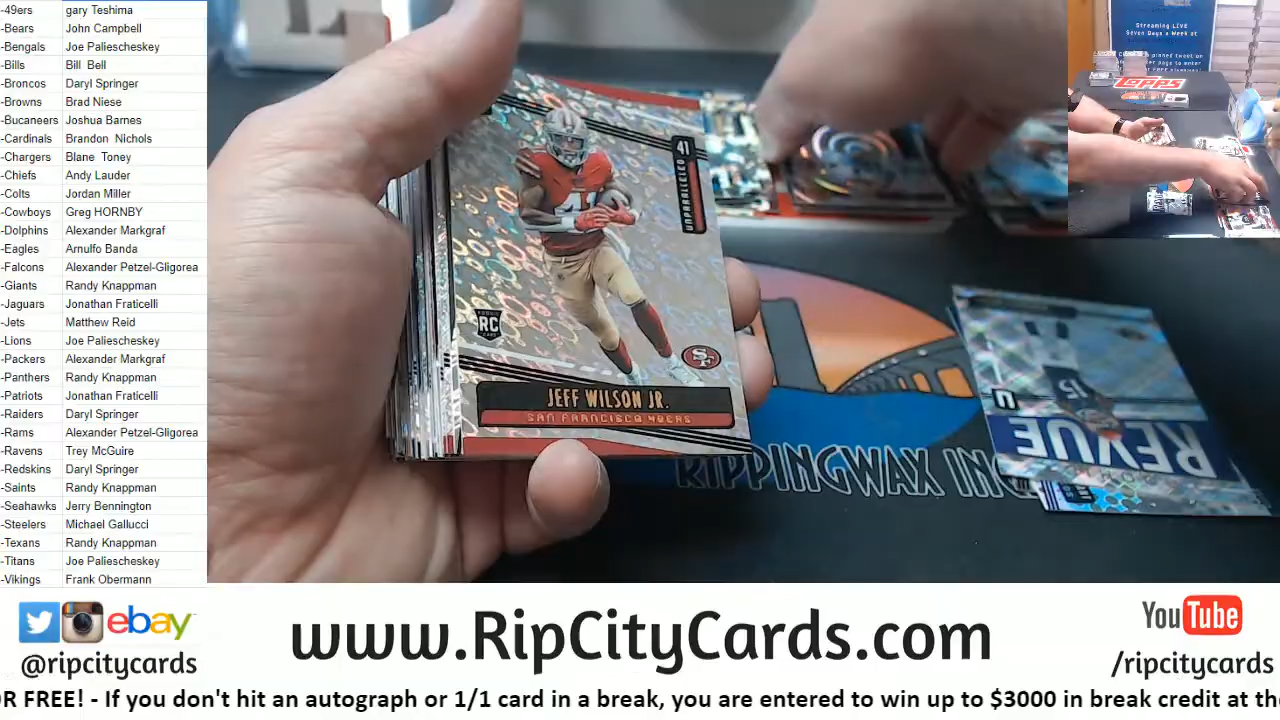 -49ers gary Teshima
-Bears John Campbell
-Bengals Joe Paliescheskey
-Bills Bill Bell
-Broncos Daryl Springer
-Browns Brad Niese
-Bucaneers Joshua Barnes
-Cardinals Brandon Nichols
-Chargers Blane Toney
-Chiefs Andy Lauder
-Colts Jordan Miller
-Cowboys Greg HORNBY
-Dolphins Alexander Markgraf
-Eagles Arnulfo Banda
-Falcons Alexander Petzel-Gligorea
-Giants Randy Knappman
-Jaguars Jonathan Fraticelli
-Jets Matthew Reid
-Lions Joe Paliescheskey
-Packers Alexander Markgraf
-Panthers Randy Knappman
-Patriots Jonathan Fraticelli
-Raiders Daryl Springer
-Rams Alexander Petzel-Gligorea
-Ravens Trey McGuire
-Redskins Daryl Springer
-Saints Randy Knappman
-Seahawks Jerry Bennington
-Steelers Michael Gallucci
-Texans Randy Knappman
-Titans Joe Paliescheskey
-Vikings Frank Obermann
41
UNPARALLELED
41
RC
SF
JEFF WILSON JR.
SAN FRANCISCO 49ERS
RIPPINGWAX INC
15
U
REVUE
Streaming LIVE
Seven Days a Week at
Topps
ebay
@ripcitycards
www.RipCityCards.com
YouTube
/ripcitycards
OR FREE! - If you don't hit an autograph or 1/1 card in a break, you are entered to win up to $3000 in break credit at the